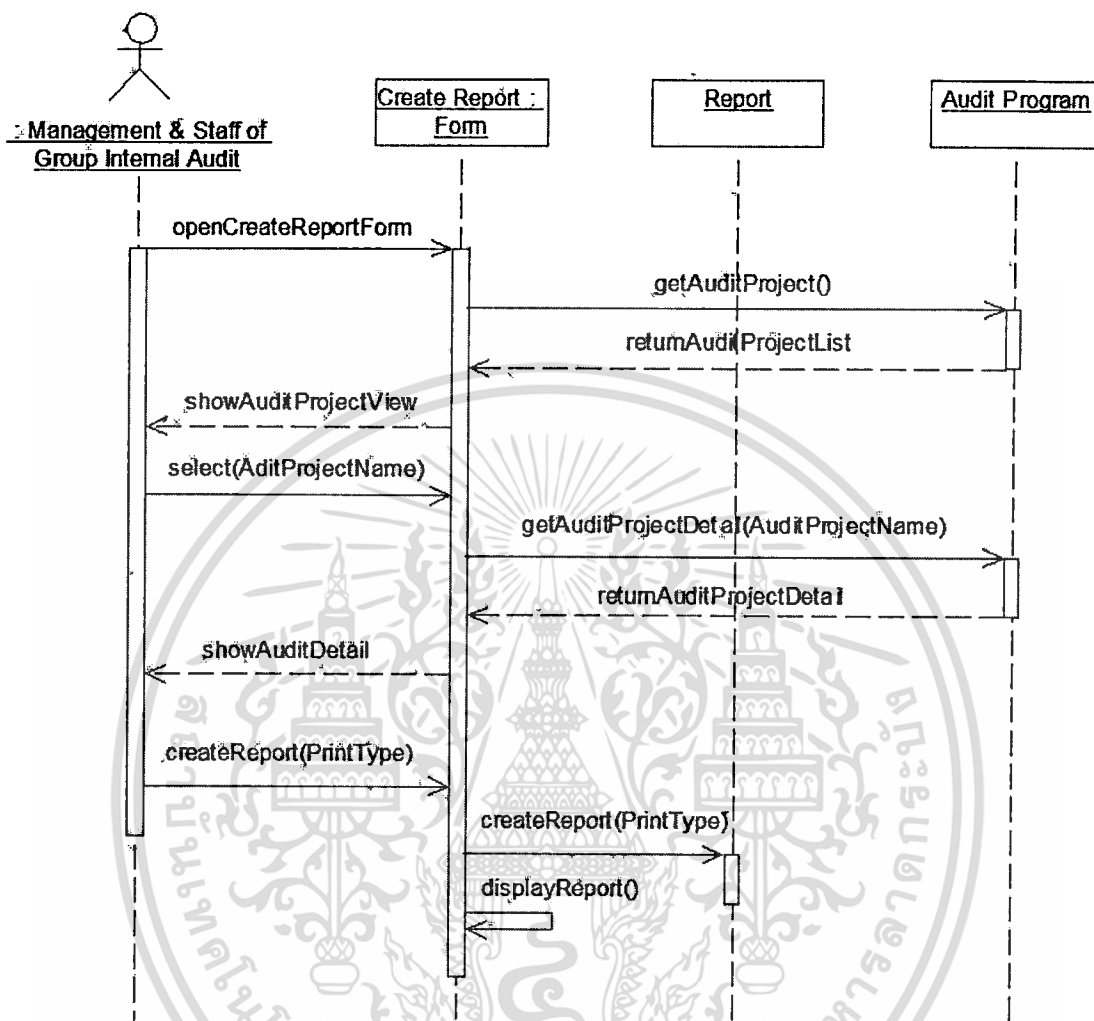 : Management & Staff of
Group Internal Audit
Create Report :
Form
Report
Audit Program
openCreateReportForm
getAuditProject()
returnAuditProjectList
showAuditProjectView
select(AditProjectName)
getAuditProjectDetal(AuditProjectName)
returnAuditProjectDetail
showAuditDetail
createReport(PrintType)
createReport(PrintType)
displayReport()